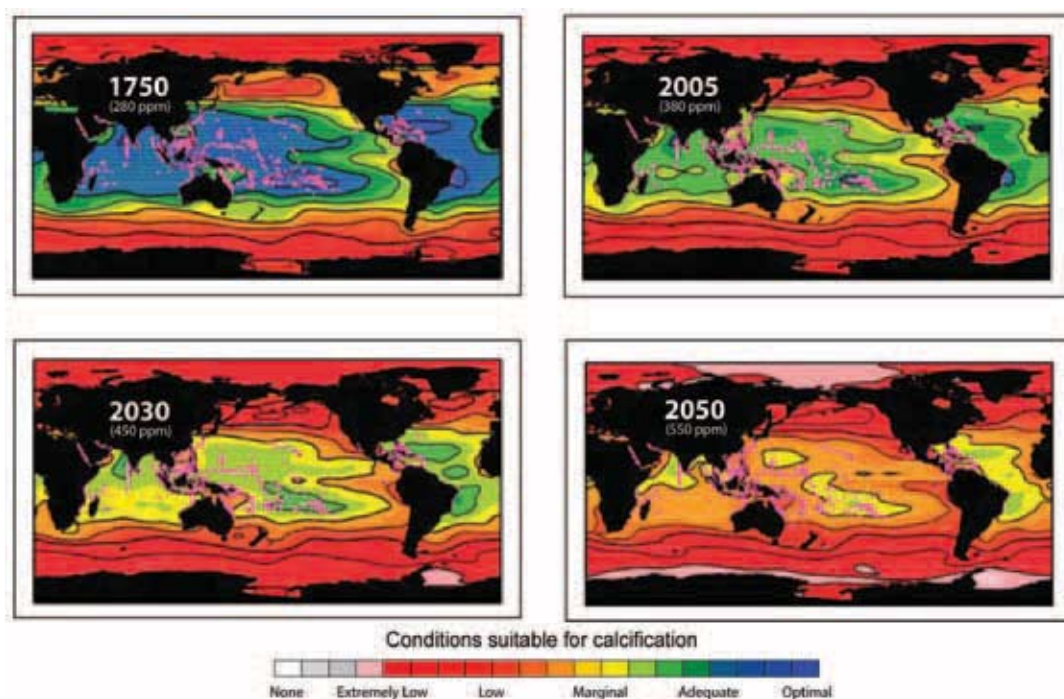 1750
(280 ppm)
2005
(380 ppm)
2030
(450 ppm)
2050
(550 ppm)
Conditions suitable for calcification
None Extremely Low Low Marginal Adequate Optimal